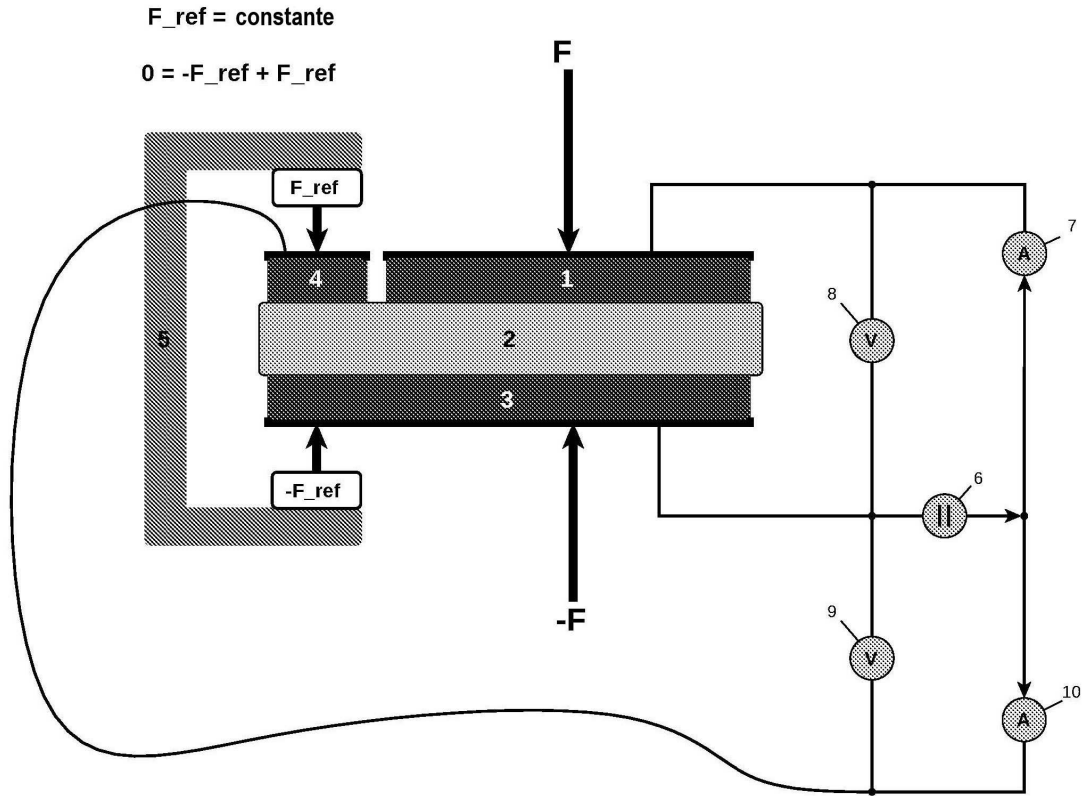 F_ref = constante
0 = -F_ref + F_ref
F
F_ref
7
A
4
1
8
5
2
V
3
-F_ref
6
||
-F
9
V
10
A